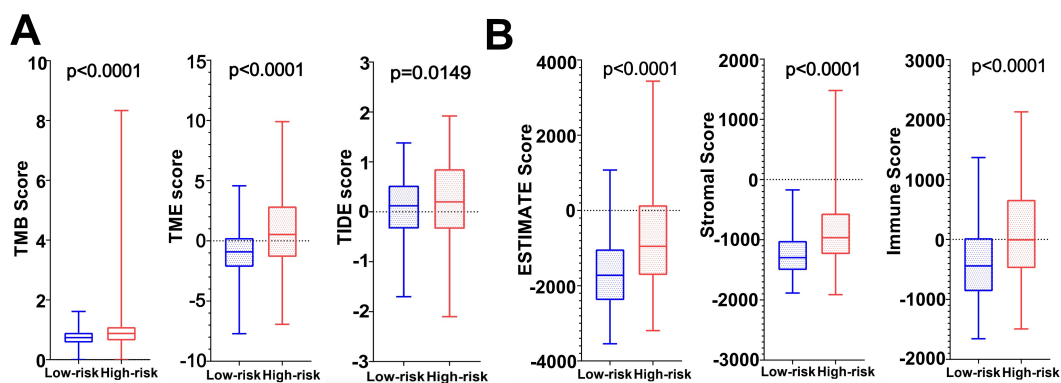 A
B
TMB Score
10
8
6
4
2
0
p<0.0001
Low-risk High-risk
TME score
15
10
5
0
-5
-10
p<0.0001
Low-risk High-risk
TIDE score
3
2
1
0
-1
-2
-3
p=0.0149
Low-risk High-risk
ESTIMATE Score
4000
2000
0
-2000
-4000
p<0.0001
Low-risk High-risk
Stromal Score
2000
1000
0
-1000
-2000
-3000
p<0.0001
Low-risk High-risk
Immune Score
3000
2000
1000
0
-1000
-2000
p<0.0001
Low-risk High-risk